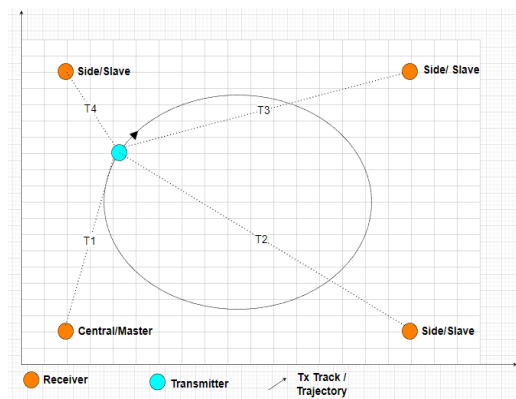 Side/Slave
Side/ Slave
T4
T3
T1
T2
Central/Master
Side/Slave
Receiver
Transmitter
Tx Track /
Trajectory